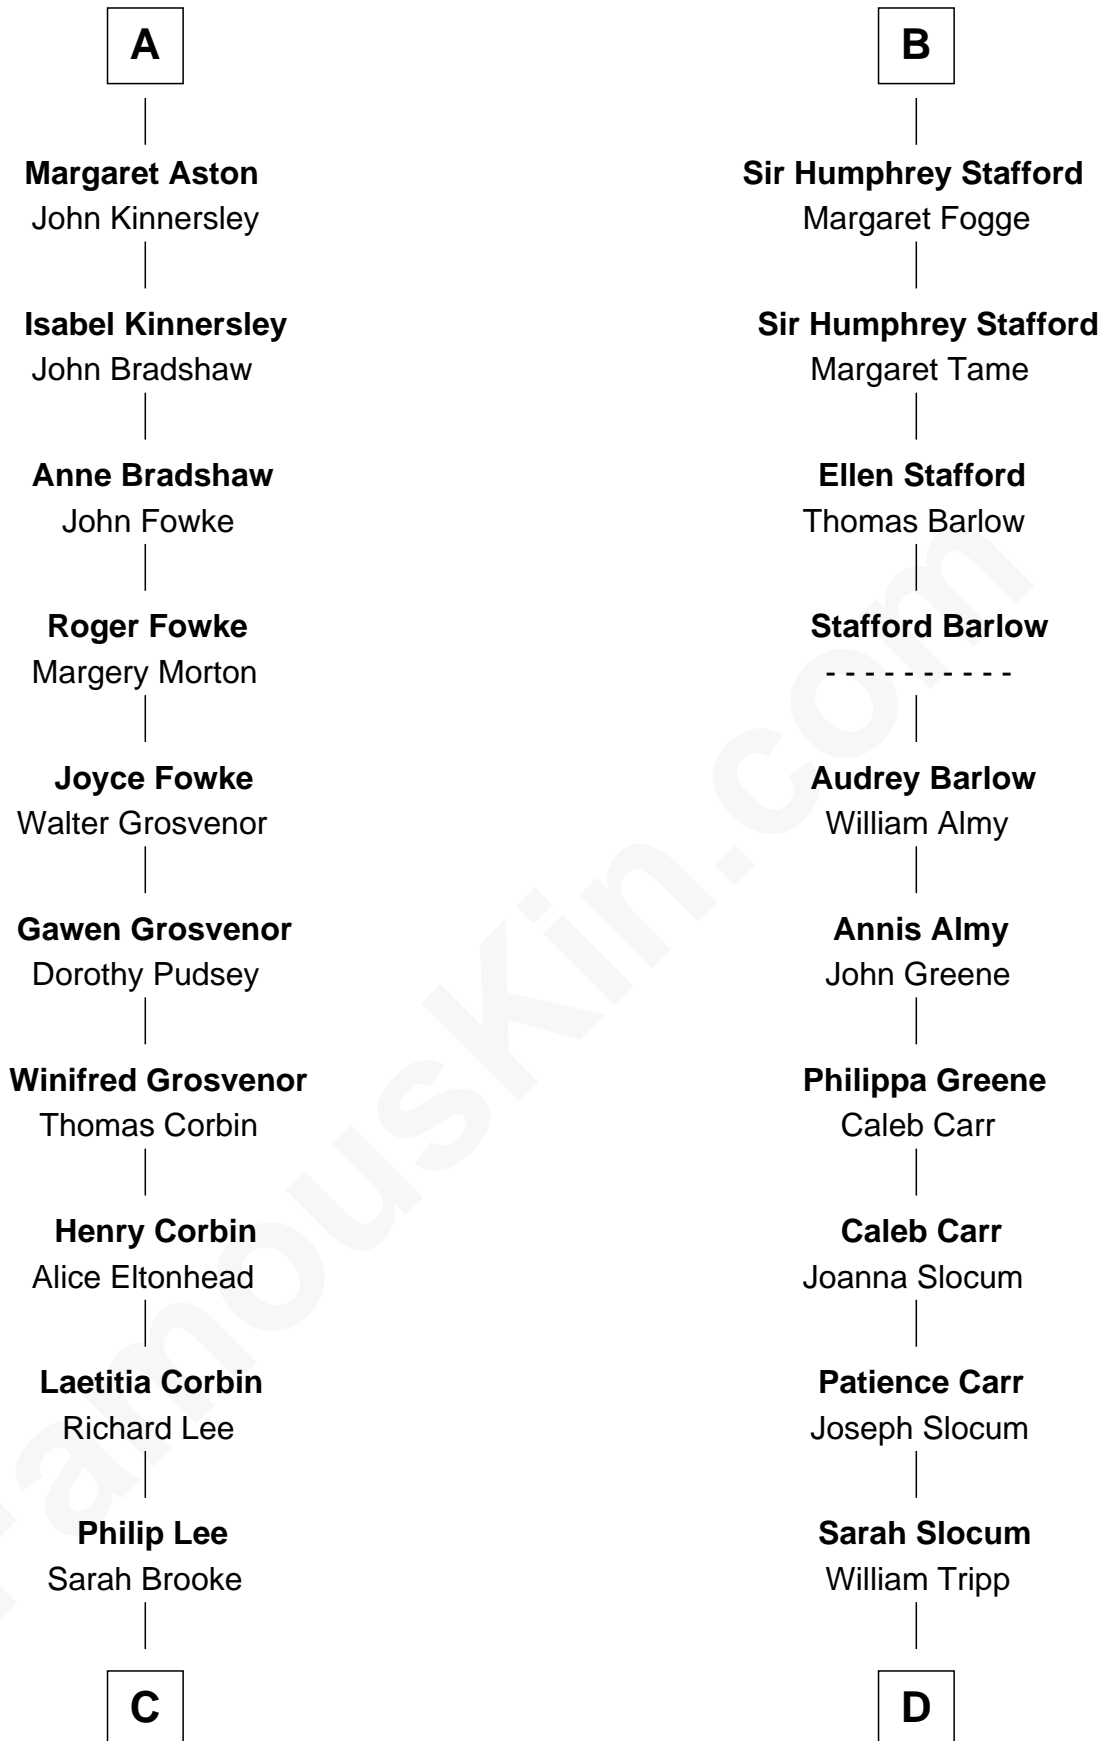 A
Margaret Aston
John Kinnersley
Isabel Kinnersley
John Bradshaw
Anne Bradshaw
John Fowke
Roger Fowke
Margery Morton
Joyce Fowke
Walter Grosvenor
Gawen Grosvenor
Dorothy Pudsey
Winifred Grosvenor
Thomas Corbin
Henry Corbin
Alice Eltonhead
Laetitia Corbin
Richard Lee
Philip Lee
Sarah Brooke
C
B
Sir Humphrey Stafford
Margaret Fogge
Sir Humphrey Stafford
Margaret Tame
Ellen Stafford
Thomas Barlow
Stafford Barlow
- - - - - - - - - -
Audrey Barlow
William Almy
Annis Almy
John Greene
Philippa Greene
Caleb Carr
Caleb Carr
Joanna Slocum
Patience Carr
Joseph Slocum
Sarah Slocum
William Tripp
D
FamousKin.com